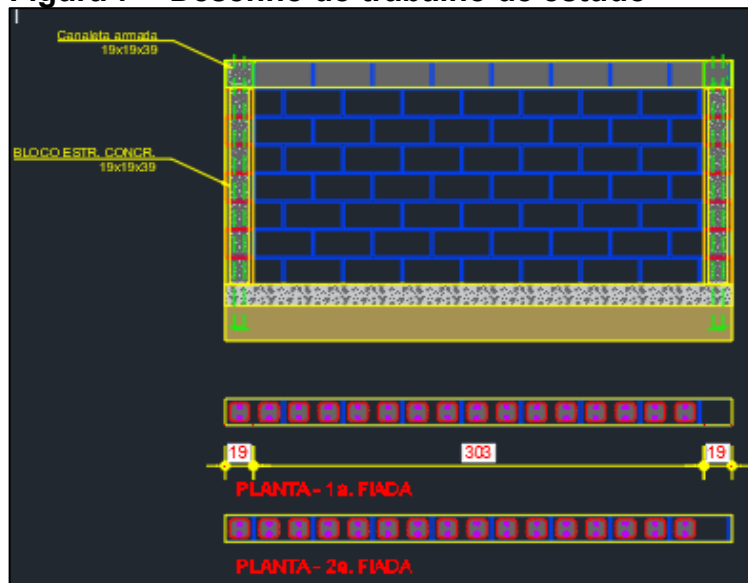 Canaleta armada
19x19x39
BLOCO ESTR. CONCR.
19x19x39
19
303
19
PLANTA - 1a. FIADA
PLANTA - 2a. FIADA